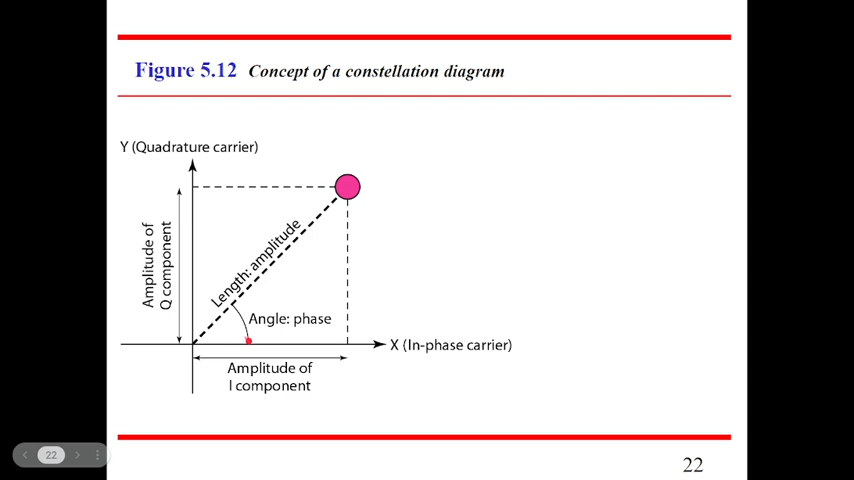 Figure 5.12 Concept of a constellation diagram
Y (Quadrature carrier)
Amplitude of
Q component
Length: amplitude
Angle: phase
X (In-phase carrier)
Amplitude of
I component
22
22